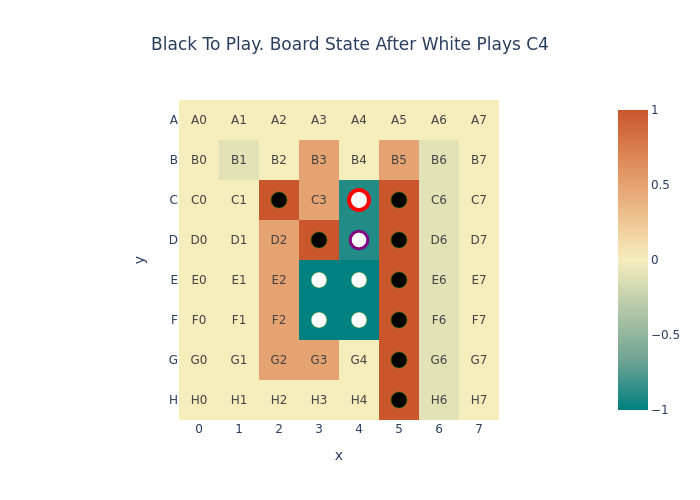 Black To Play. Board State After White Plays C4
A A0 A1 A2 A3 A4 A5 A6 A7
B B0 B1 B2 B3 B4 B5 B6 B7
C C0 C1 C3 C6 C7
D D0 D1 D2 D6 D7
E E0 E1 E2 E6 E7
F F0 F1 F2 F6 F7
G G0 G1 G2 G3 G4 G6 G7
H H0 H1 H2 H3 H4 H6 H7
0 1 2 3 4 5 6 7
x
y
1
0.5
0
−0.5
−1